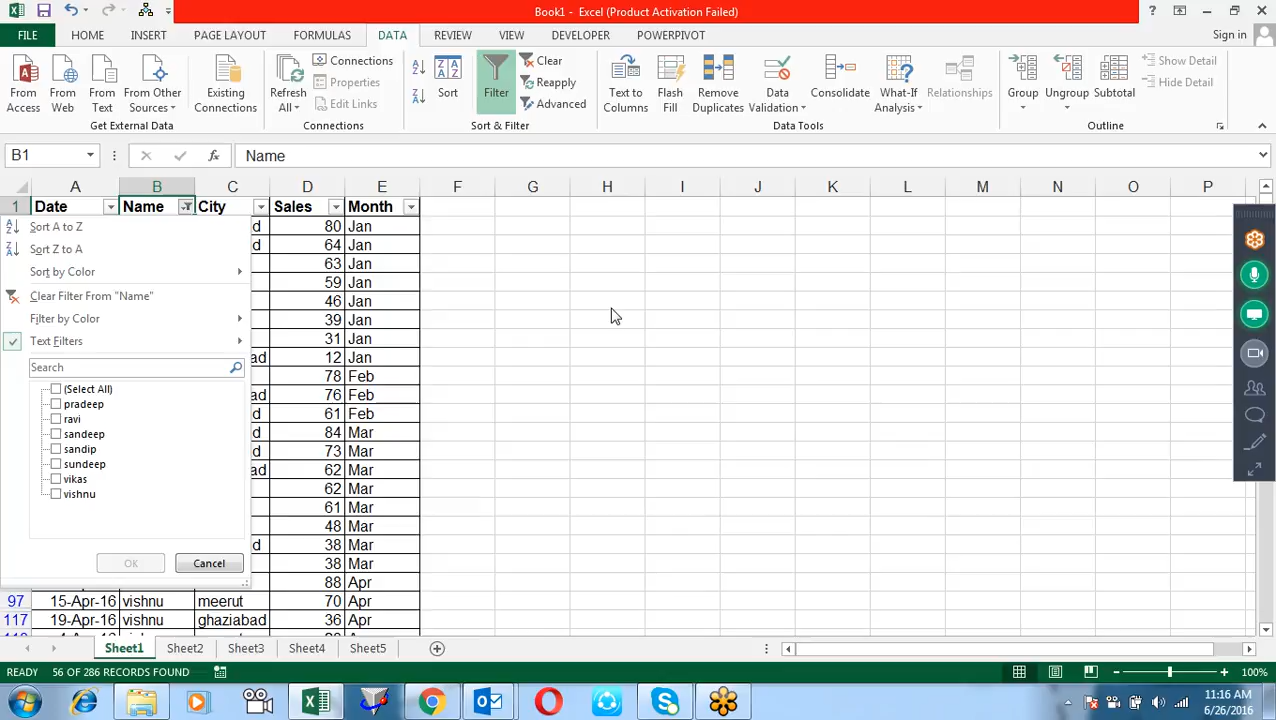 Book1 - Excel (Product Activation Failed)
FILE HOME INSERT PAGE LAYOUT FORMULAS DATA REVIEW VIEW DEVELOPER POWERPIVOT Sign in
From Access
From Web
From Text
From Other Sources
Existing Connections
Get External Data
Refresh All
Connections
Properties
Edit Links
Connections
Sort
Filter
Clear
Reapply
Advanced
Sort & Filter
Text to Columns
Flash Fill
Remove Duplicates
Data Validation
Consolidate
What-If Analysis
Relationships
Data Tools
Group
Ungroup
Subtotal
Show Detail
Hide Detail
Outline
B1 fx Name
A B C D E F G H I J K L M N O P
1 Date Name City Sales Month
Sort A to Z
Sort Z to A
Sort by Color
Clear Filter From "Name"
Filter by Color
Text Filters
Search
(Select All)
pradeep
ravi
sandeep
sandip
sundeep
vikas
vishnu
OK Cancel
d 80 Jan
d 64 Jan
63 Jan
59 Jan
46 Jan
39 Jan
31 Jan
ad 12 Jan
78 Feb
ad 76 Feb
d 61 Feb
d 84 Mar
d 73 Mar
ad 62 Mar
62 Mar
61 Mar
48 Mar
d 38 Mar
38 Mar
88 Apr
97 15-Apr-16 vishnu meerut 70 Apr
117 19-Apr-16 vishnu ghaziabad 36 Apr
Sheet1 Sheet2 Sheet3 Sheet4 Sheet5
READY 56 OF 286 RECORDS FOUND 100%
11:16 AM
6/26/2016